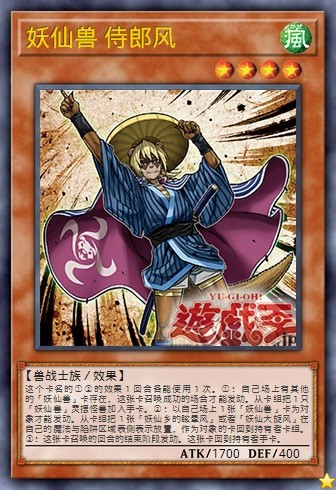 妖仙兽 侍郎风
風
YU-GI-OH!
遊戯王
【兽战士族／效果】
这个卡名的①②的效果1回合各能使用1次。①：自己场上有其他
的「妖仙兽」卡存在，这张卡召唤成功的场合才能发动。从卡组把1只
「妖仙兽」灵摆怪兽加入手卡。②：以自己场上1张「妖仙兽」卡为对
象才能发动。从卡组把1张「妖仙乡的眩晕风」或「妖仙大旋风」在
自己的魔法与陷阱区域表侧表示放置，作为对象的卡回到持有者卡组。
③：这张卡召唤的回合的结束阶段发动。这张卡回到持有者手卡。
ATK/1700 DEF/400